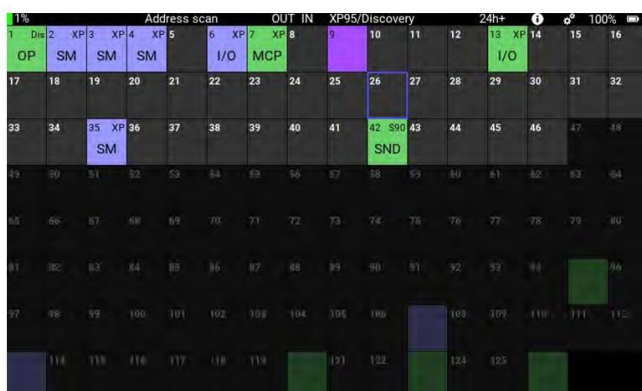 1% Address scan OUT IN XP95/Discovery 24h+ 100%
1 Dis 2 XP 3 XP 4 XP 5 6 XP 7 XP 8 9 10 11 12 13 XP 14 15 16
OP SM SM SM I/O MCP I/O
17 18 19 20 21 22 23 24 25 26 27 28 29 30 31 32
33 34 35 XP 36 37 38 39 40 41 42 S90 43 44 45 46 47 48
SM SND
49 50 51 52 53 54 55 56 57 58 59 60 61 62 63 64
65 66 67 68 69 70 71 72 73 74 75 76 77 78 79 80
81 82 83 84 85 86 87 88 89 90 91 92 93 94 96
97 98 99 100 101 102 103 104 105 106 108 109 110 111 112
114 115 116 117 118 119 121 122 124 125